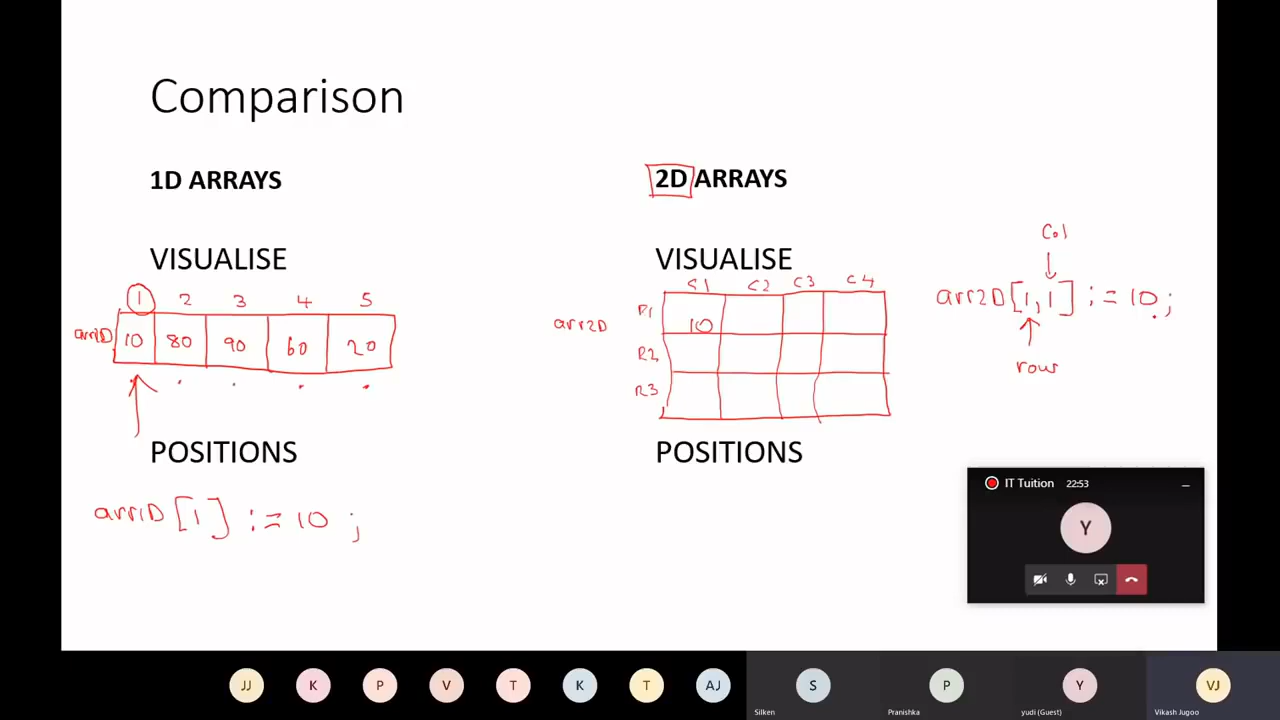 Comparison
1D ARRAYS
VISUALISE
1 2 3 4 5
arr1D 10 80 90 60 20
POSITIONS
arr1D[1] := 10 ;
2D ARRAYS
VISUALISE
C1 C2 C3 C4
arr2D
R1 10
R2
R3
POSITIONS
Col
arr2D[1,1] := 10;
rows
IT Tuition 22:53
Y
JJ K P V T K T AJ S P Y VJ
Silken Pranishka yudi (Guest) Vikash Jugoo